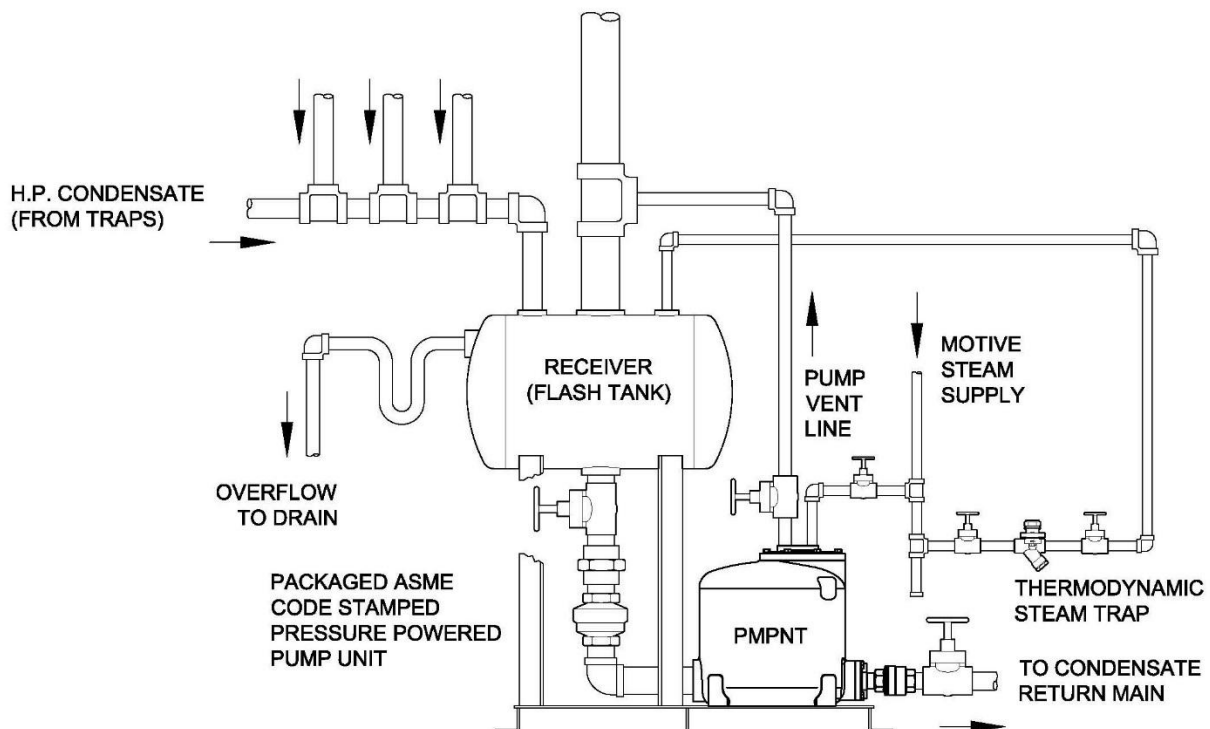 H.P. CONDENSATE
(FROM TRAPS)
RECEIVER
(FLASH TANK)
PUMP
VENT
LINE
MOTIVE
STEAM
SUPPLY
OVERFLOW
TO DRAIN
PACKAGED ASME
CODE STAMPED
PRESSURE POWERED
PUMP UNIT
PMPNT
THERMODYNAMIC
STEAM TRAP
TO CONDENSATE
RETURN MAIN